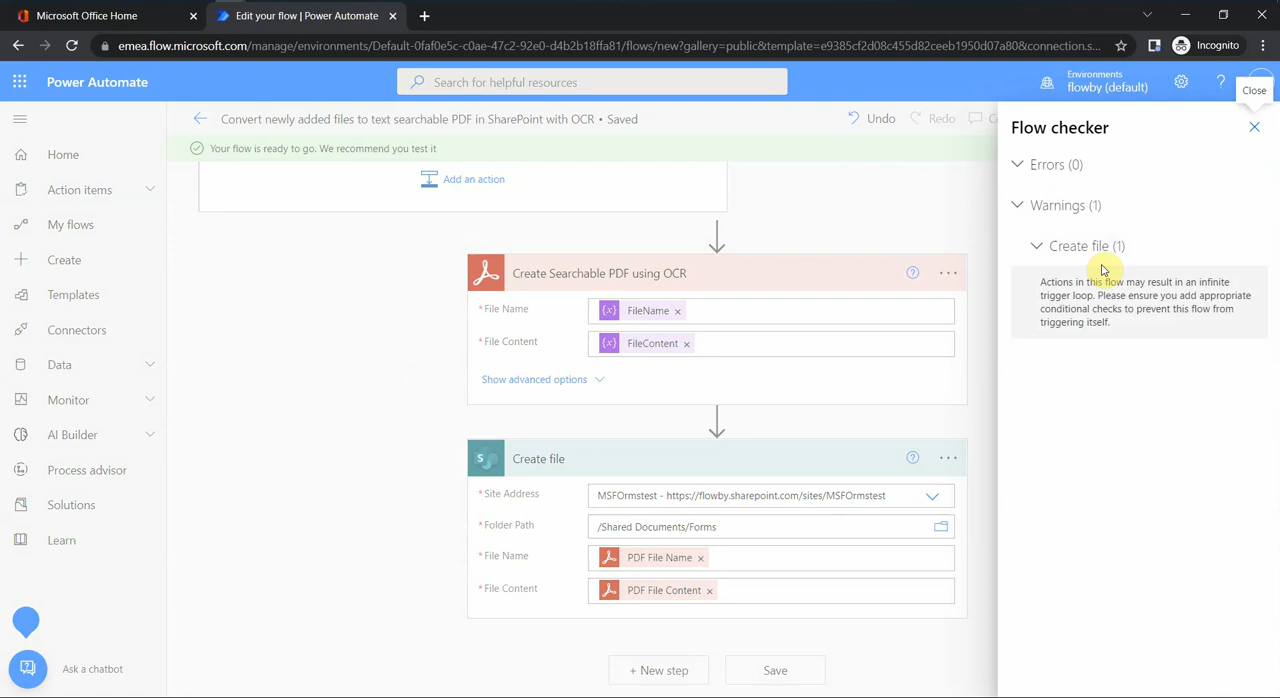 Microsoft Office Home
Edit your flow | Power Automate
emea.flow.microsoft.com/manage/environments/Default-0faf0e5c-c0ae-47c2-92e0-d4b2b18ffa81/flows/new?gallery=public&template=e9385cf2d08c455d82ceeb1950d07a80&connection.s...
Incognito
Power Automate
Search for helpful resources
Environments
flowby (default)
?
Close
Convert newly added files to text searchable PDF in SharePoint with OCR • Saved
Undo
Redo
Your flow is ready to go. We recommend you test it
Flow checker
Errors (0)
Warnings (1)
Create file (1)
Actions in this flow may result in an infinite
trigger loop. Please ensure you add appropriate
conditional checks to prevent this flow from
triggering itself.
Home
Action items
My flows
Create
Templates
Connectors
Data
Monitor
AI Builder
Process advisor
Solutions
Learn
Ask a chatbot
Add an action
Create Searchable PDF using OCR
* File Name
{x} FileName ×
* File Content
{x} FileContent ×
Show advanced options
S
Create file
* Site Address
MSFOrmstest - https://flowby.sharepoint.com/sites/MSFOrmstest
* Folder Path
/Shared Documents/Forms
* File Name
PDF File Name ×
* File Content
PDF File Content ×
+ New step
Save